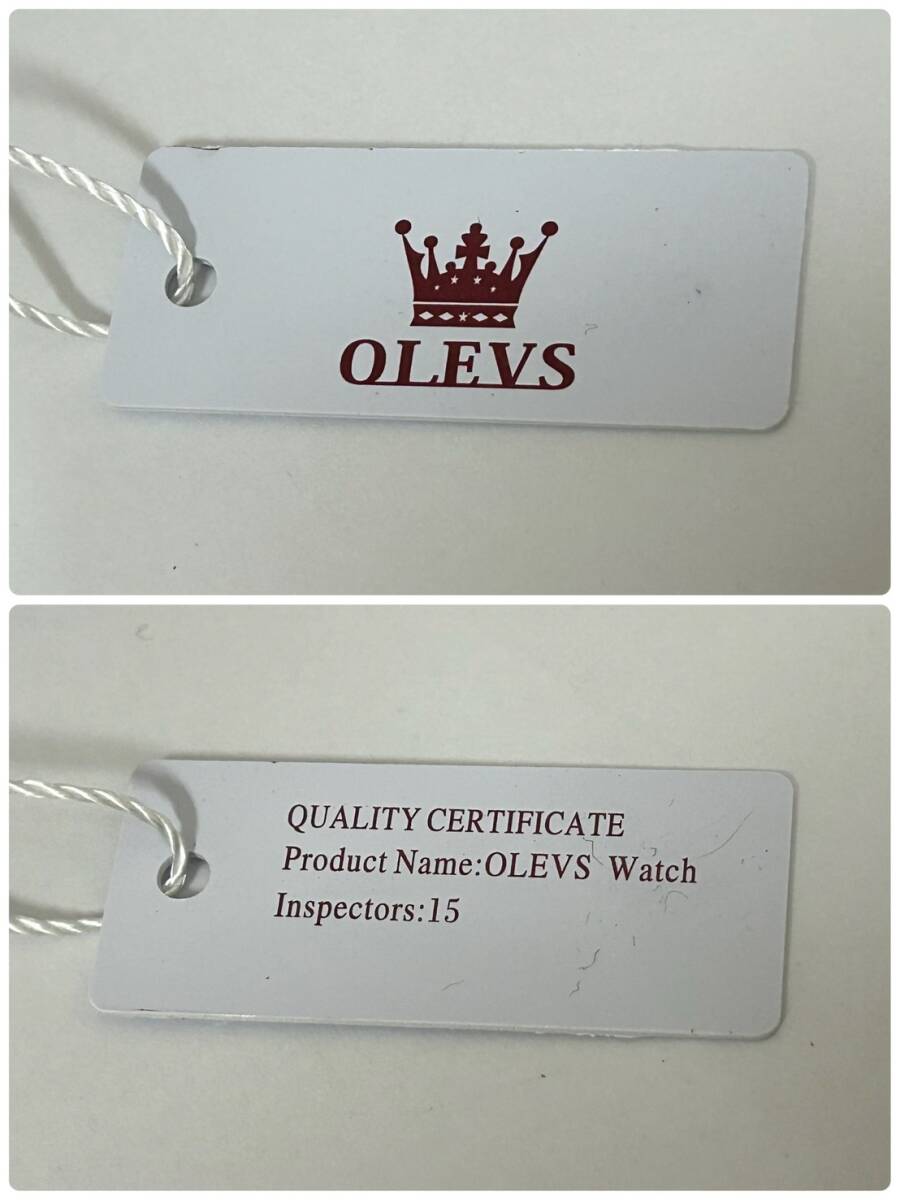 OLEVS
QUALITY CERTIFICATE
Product Name:OLEVS Watch
Inspectors:15